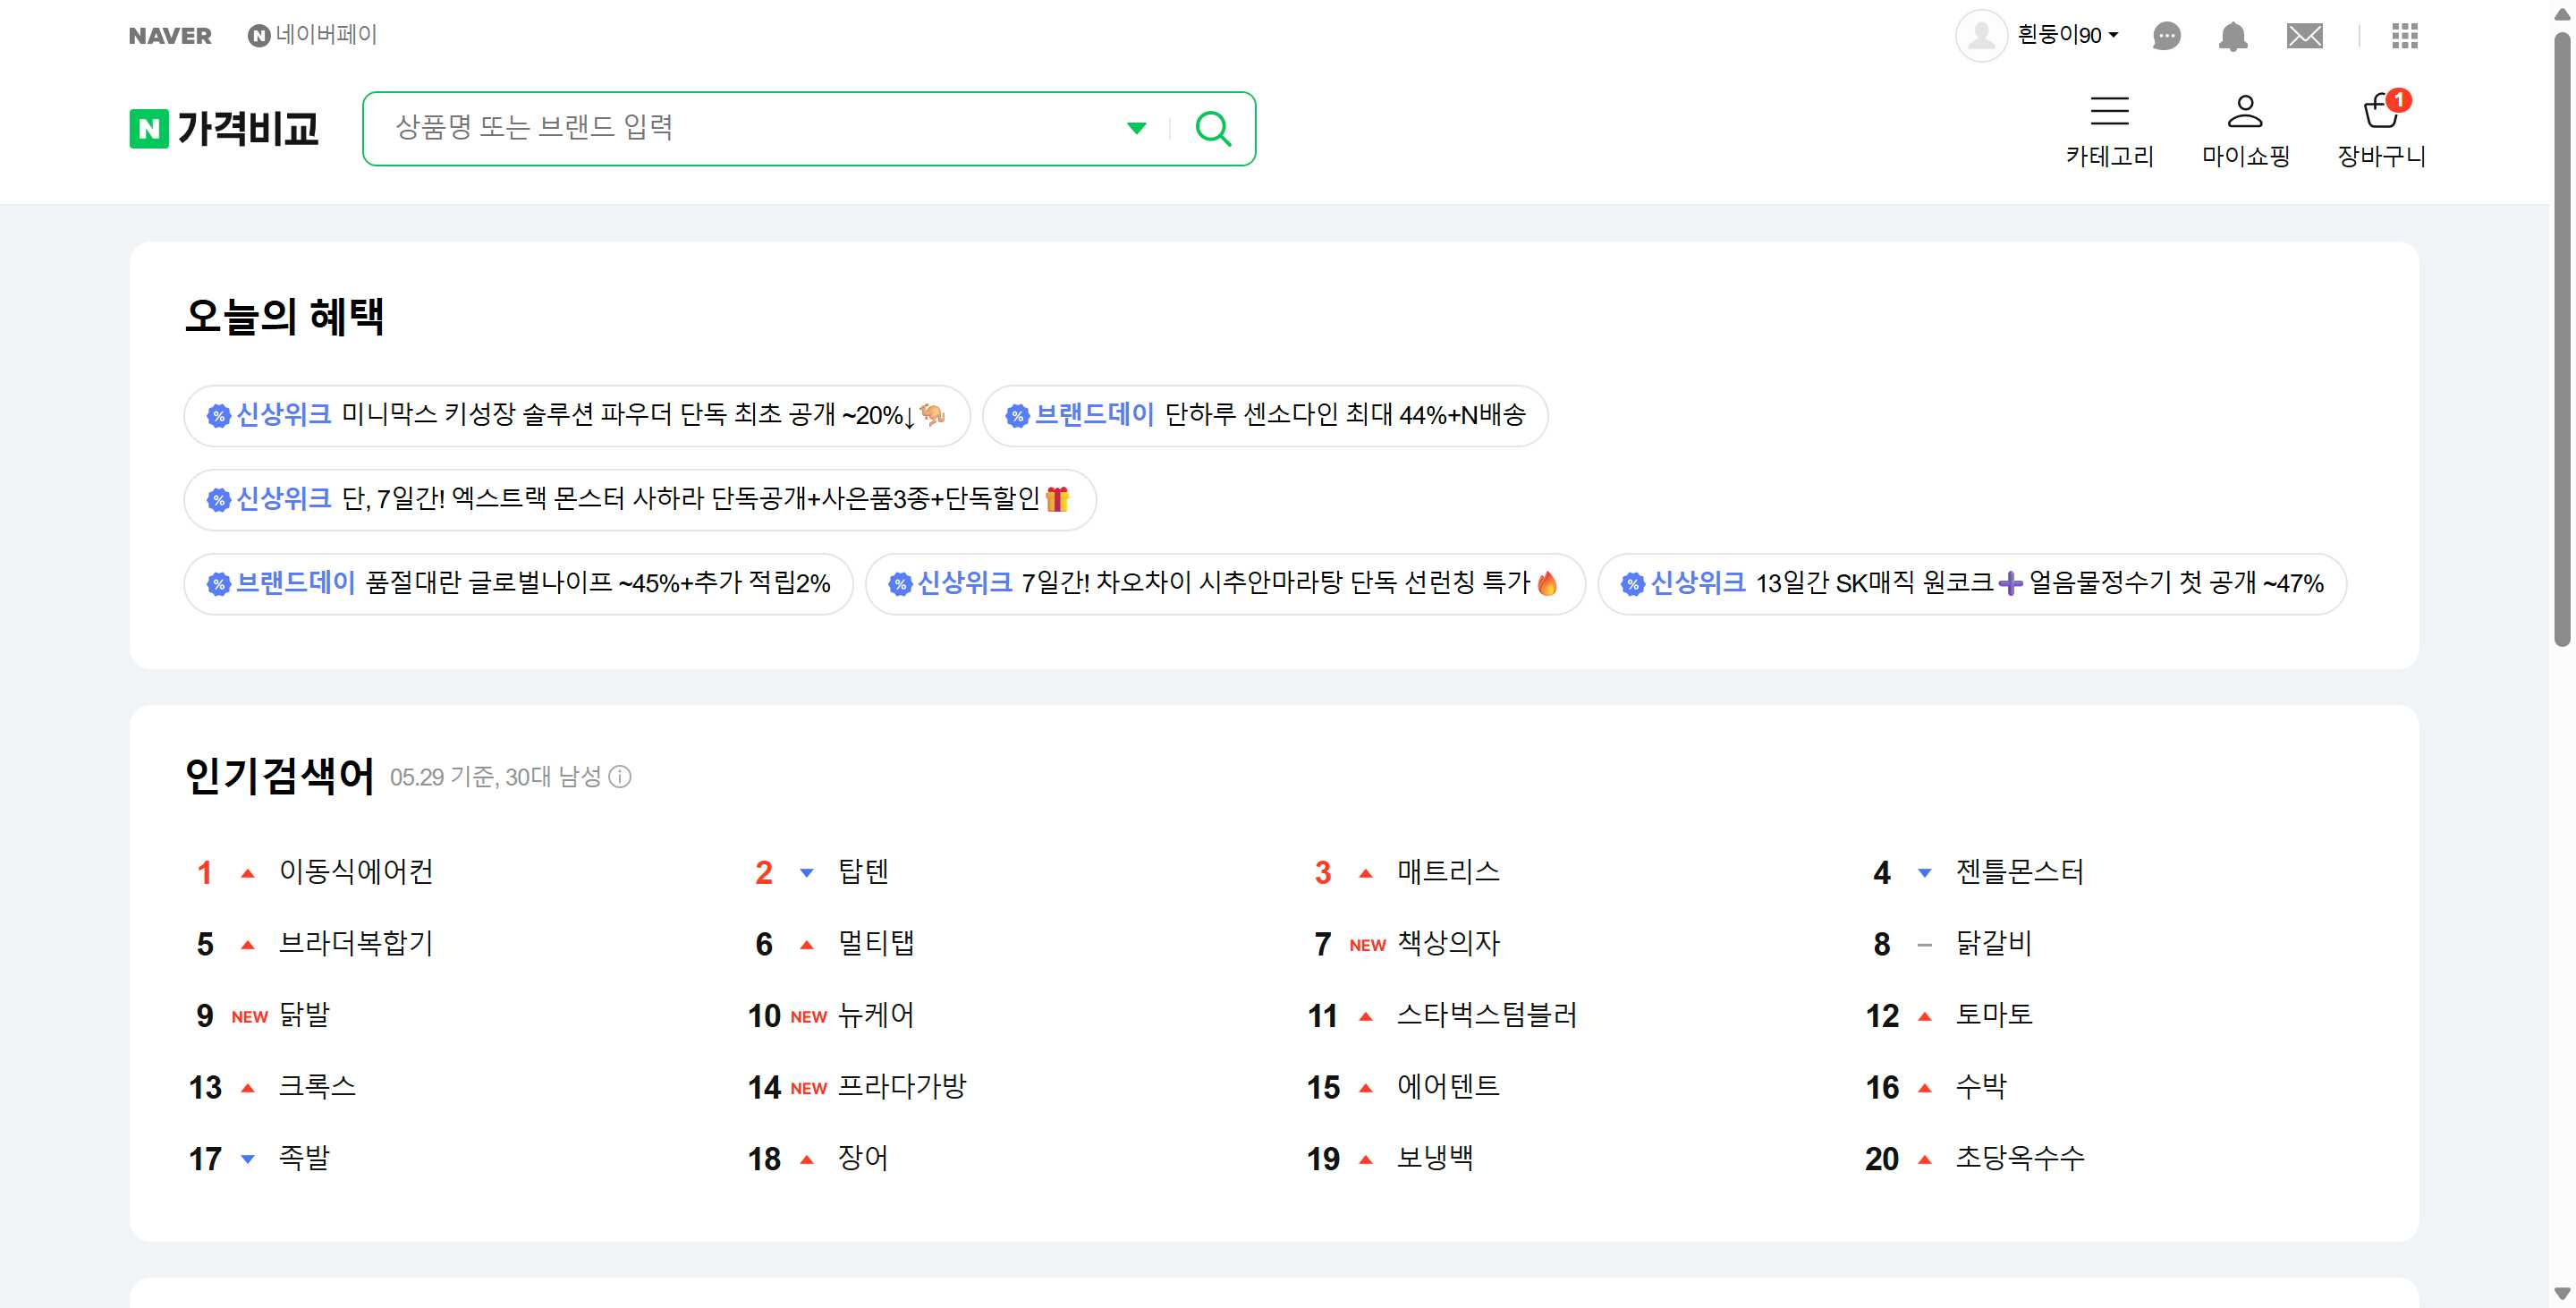 NAVER 네이버페이 흰둥이90
N 가격비교 상품명 또는 브랜드 입력 1
카테고리 마이쇼핑 장바구니
오늘의 혜택
신상위크 미니막스 키성장 솔루션 파우더 단독 최초 공개 ~20%↓🐪 브랜드데이 단하루 센소다인 최대 44%+N배송
신상위크 단, 7일간! 엑스트랙 몬스터 사하라 단독공개+사은품3종+단독할인🎁
브랜드데이 품절대란 글로벌나이프 ~45%+추가 적립2% 신상위크 7일간! 차오차이 시추안마라탕 단독 선런칭 특가🔥 신상위크 13일간 SK매직 원코크➕얼음물정수기 첫 공개 ~47%
인기검색어 05.29 기준, 30대 남성
1 이동식에어컨 2 탑텐 3 매트리스 4 젠틀몬스터
5 브라더복합기 6 멀티탭 7 NEW 책상의자 8 닭갈비
9 NEW 닭발 10 NEW 뉴케어 11 스타벅스텀블러 12 토마토
13 크록스 14 NEW 프라다가방 15 에어텐트 16 수박
17 족발 18 장어 19 보냉백 20 초당옥수수